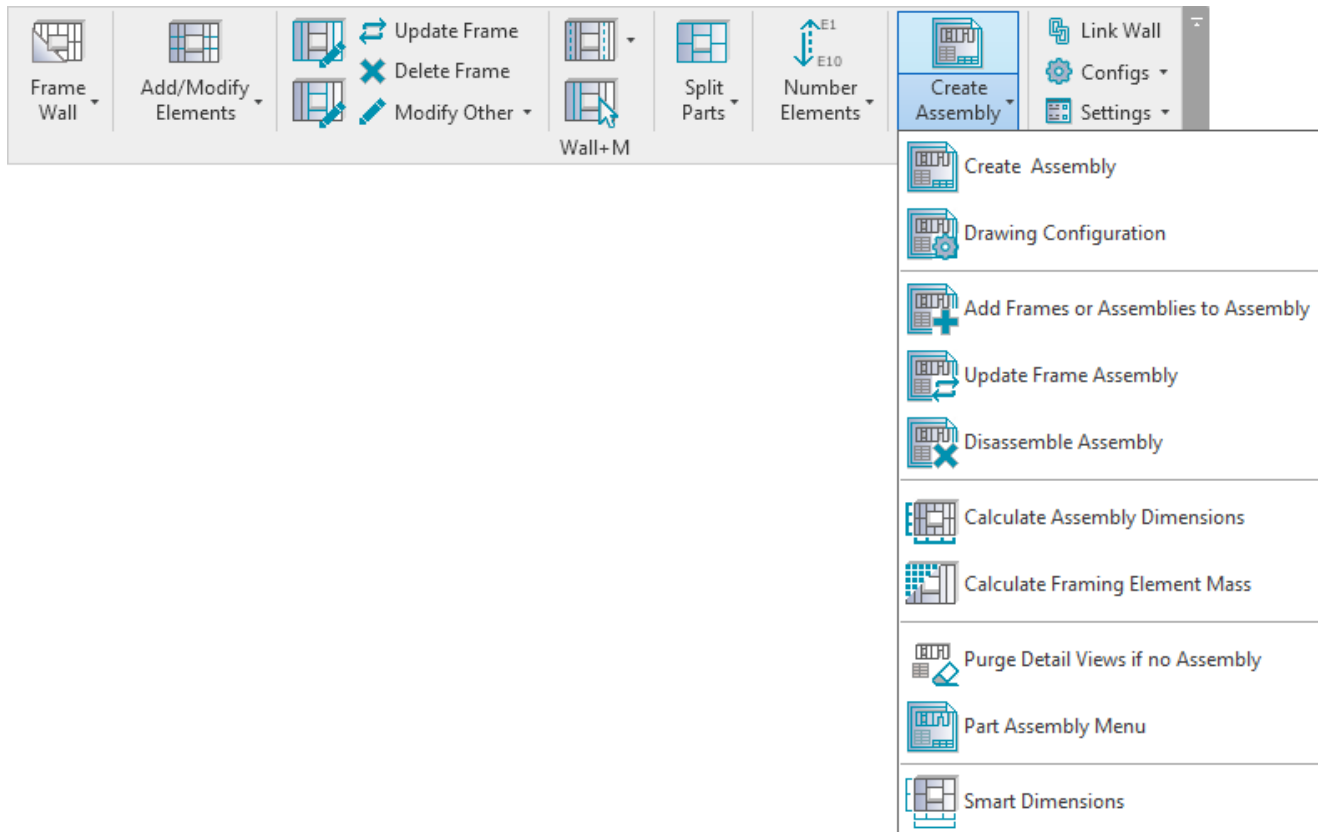 Frame
Wall
Add/Modify
Elements
Update Frame
Delete Frame
Modify Other
Split
Parts
E1
E10
Number
Elements
Create
Assembly
Link Wall
Configs
Settings
Wall+M
Create Assembly
Drawing Configuration
Add Frames or Assemblies to Assembly
Update Frame Assembly
Disassemble Assembly
Calculate Assembly Dimensions
Calculate Framing Element Mass
Purge Detail Views if no Assembly
Part Assembly Menu
Smart Dimensions